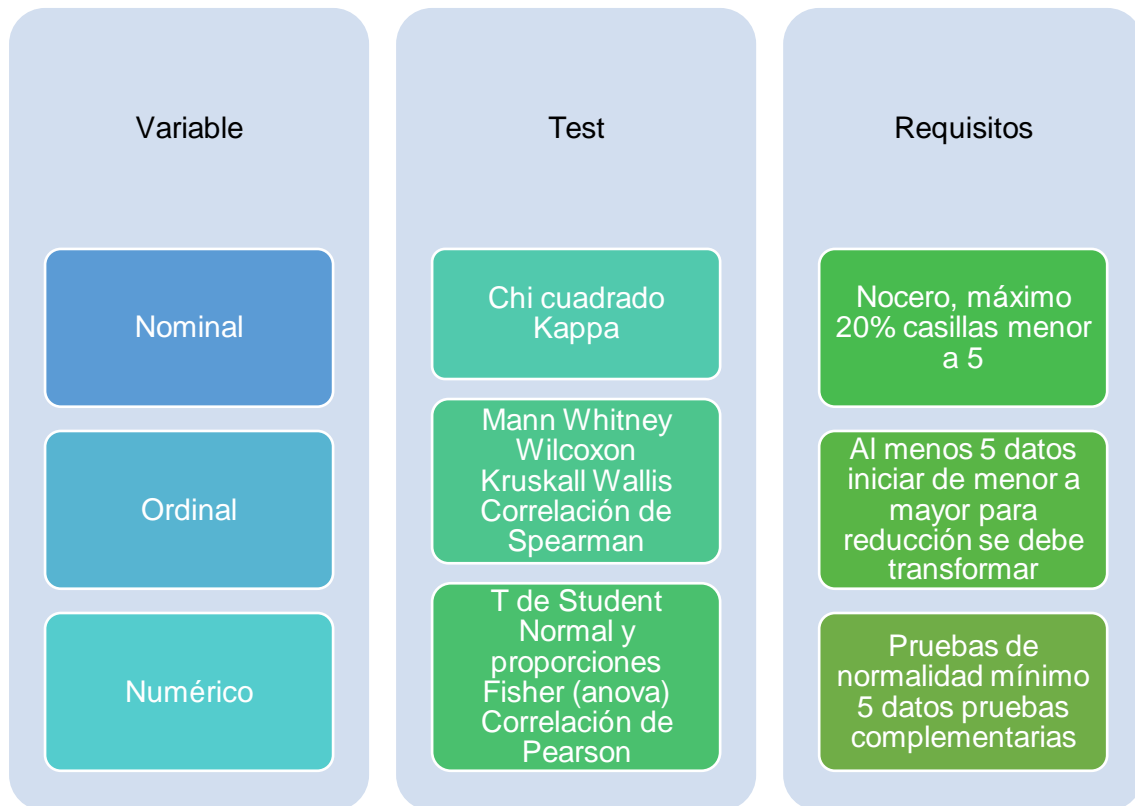 Variable
Nominal
Ordinal
Numérico
Test
Chi cuadrado
Kappa
Mann Whitney
Wilcoxon
Kruskall Wallis
Correlación de
Spearman
T de Student
Normal y
proporciones
Fisher (anova)
Correlación de
Pearson
Requisitos
Nocero, máximo
20% casillas menor
a 5
Al menos 5 datos
iniciar de menor a
mayor para
reducción se debe
transformar
Pruebas de
normalidad mínimo
5 datos pruebas
complementarias